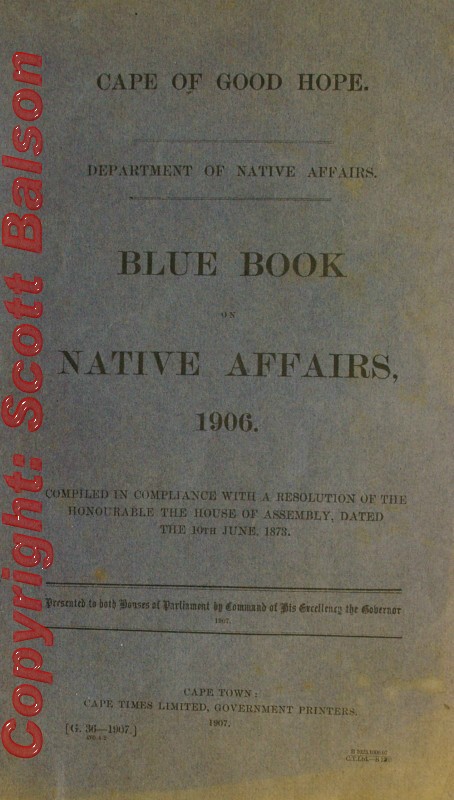 CAPE OF GOOD HOPE.
DEPARTMENT OF NATIVE AFFAIRS.
BLUE BOOK
ON
NATIVE AFFAIRS,
1906.
COMPILED IN COMPLIANCE WITH A RESOLUTION OF THE
HONOURABLE THE HOUSE OF ASSEMBLY, DATED
THE 10TH JUNE, 1873.
Presented to both Houses of Parliament by Command of His Excellency the Governor
1907.
CAPE TOWN:
CAPE TIMES LIMITED, GOVERNMENT PRINTERS.
1907.
[G. 36—1907.]
Copyright: Scott Balson